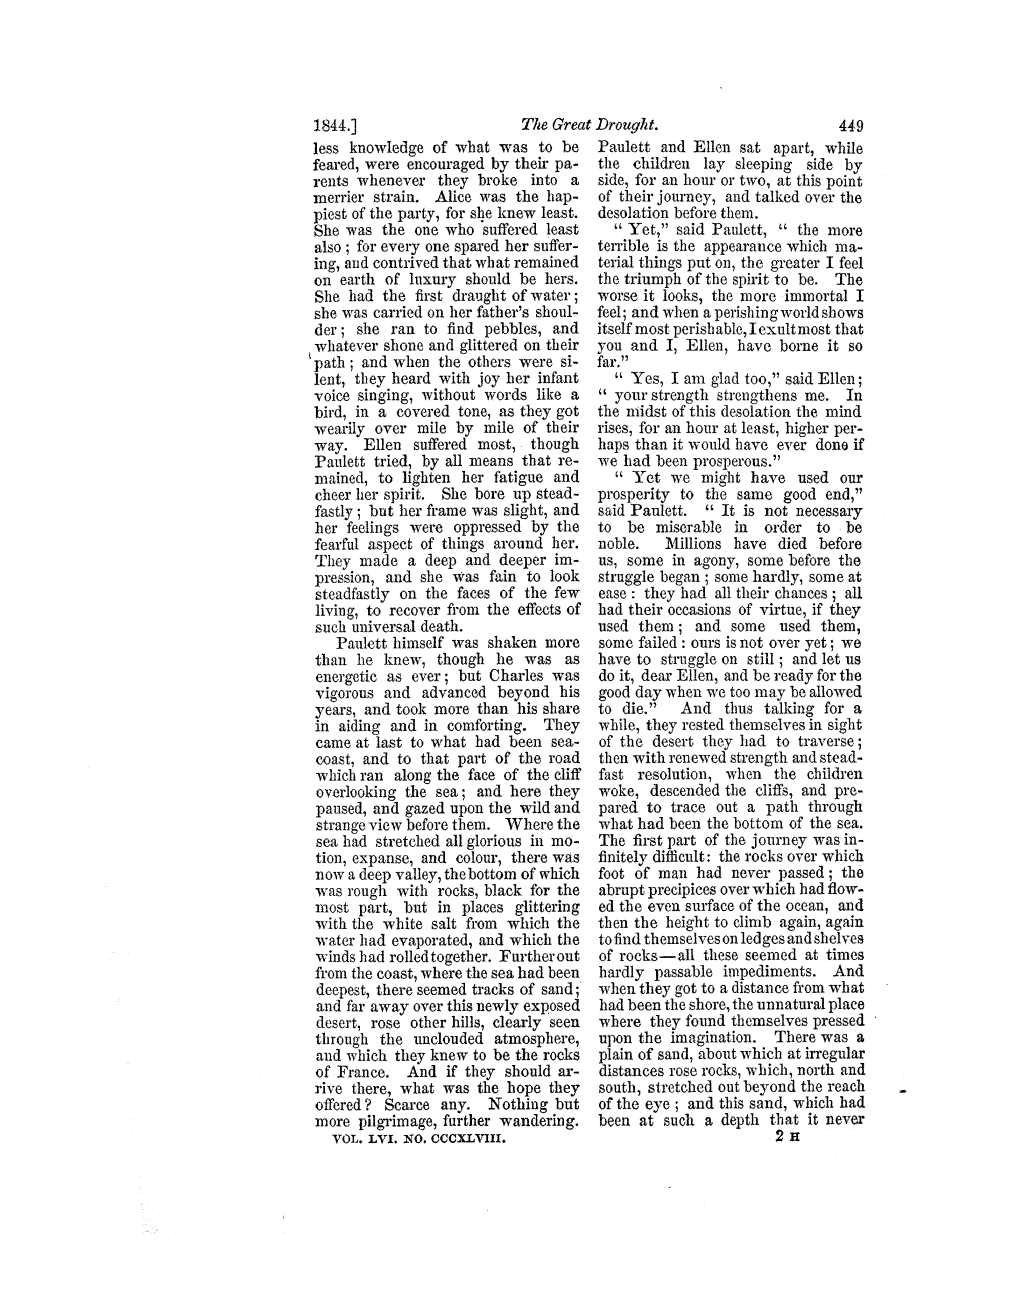 1844.] The Great Drought. 449
less knowledge of what was to be
feared, were encouraged by their pa-
rents whenever they broke into a
merrier strain. Alice was the hap-
piest of the party, for she knew least.
She was the one who suffered least
also ; for every one spared her suffer-
ing, and contrived that what remained
on earth of luxury should be hers.
She had the first draught of water ;
she was carried on her father's shoul-
der ; she ran to find pebbles, and
whatever shone and glittered on their
path ; and when the others were si-
lent, they heard with joy her infant
voice singing, without words like a
bird, in a covered tone, as they got
wearily over mile by mile of their
way. Ellen suffered most, though
Paulett tried, by all means that re-
mained, to lighten her fatigue and
cheer her spirit. She bore up stead-
fastly ; but her frame was slight, and
her feelings were oppressed by the
fearful aspect of things around her.
They made a deep and deeper im-
pression, and she was fain to look
steadfastly on the faces of the few
living, to recover from the effects of
such universal death.
Paulett himself was shaken more
than he knew, though he was as
energetic as ever ; but Charles was
vigorous and advanced beyond his
years, and took more than his share
in aiding and in comforting. They
came at last to what had been sea-
coast, and to that part of the road
which ran along the face of the cliff
overlooking the sea ; and here they
paused, and gazed upon the wild and
strange view before them. Where the
sea had stretched all glorious in mo-
tion, expanse, and colour, there was
now a deep valley, the bottom of which
was rough with rocks, black for the
most part, but in places glittering
with the white salt from which the
water had evaporated, and which the
winds had rolled together. Further out
from the coast, where the sea had been
deepest, there seemed tracks of sand ;
and far away over this newly exposed
desert, rose other hills, clearly seen
through the unclouded atmosphere,
and which they knew to be the rocks
of France. And if they should ar-
rive there, what was the hope they
offered ? Scarce any. Nothing but
more pilgrimage, further wandering.
VOL. LVI. NO. CCCXLVIII.
Paulett and Ellen sat apart, while
the children lay sleeping side by
side, for an hour or two, at this point
of their journey, and talked over the
desolation before them.
" Yet," said Paulett, " the more
terrible is the appearance which ma-
terial things put on, the greater I feel
the triumph of the spirit to be. The
worse it looks, the more immortal I
feel; and when a perishing world shows
itself most perishable, I exult most that
you and I, Ellen, have borne it so
far."
" Yes, I am glad too," said Ellen ;
" your strength strengthens me. In
the midst of this desolation the mind
rises, for an hour at least, higher per-
haps than it would have ever done if
we had been prosperous."
" Yet we might have used our
prosperity to the same good end,"
said Paulett. " It is not necessary
to be miserable in order to be
noble. Millions have died before
us, some in agony, some before the
struggle began ; some hardly, some at
ease : they had all their chances ; all
had their occasions of virtue, if they
used them ; and some used them,
some failed : ours is not over yet ; we
have to struggle on still ; and let us
do it, dear Ellen, and be ready for the
good day when we too may be allowed
to die." And thus talking for a
while, they rested themselves in sight
of the desert they had to traverse ;
then with renewed strength and stead-
fast resolution, when the children
woke, descended the cliffs, and pre-
pared to trace out a path through
what had been the bottom of the sea.
The first part of the journey was in-
finitely difficult : the rocks over which
foot of man had never passed ; the
abrupt precipices over which had flow-
ed the even surface of the ocean, and
then the height to climb again, again
to find themselves on ledges and shelves
of rocks—all these seemed at times
hardly passable impediments. And
when they got to a distance from what
had been the shore, the unnatural place
where they found themselves pressed
upon the imagination. There was a
plain of sand, about which at irregular
distances rose rocks, which, north and
south, stretched out beyond the reach
of the eye ; and this sand, which had
been at such a depth that it never
2 H